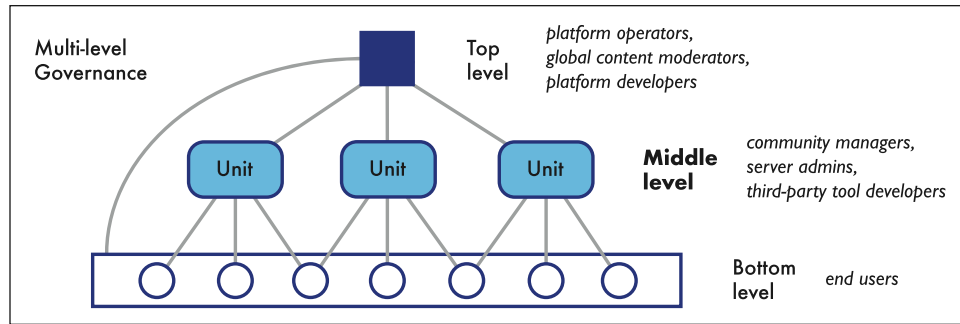 Multi-level
Governance
Top
level
platform operators,
global content moderators,
platform developers
Unit
Unit
Unit
Middle
level
community managers,
server admins,
third-party tool developers
Bottom
level
end users